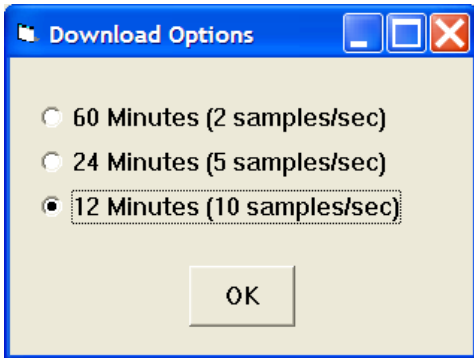 Download Options
60 Minutes (2 samples/sec)
24 Minutes (5 samples/sec)
12 Minutes (10 samples/sec)
OK